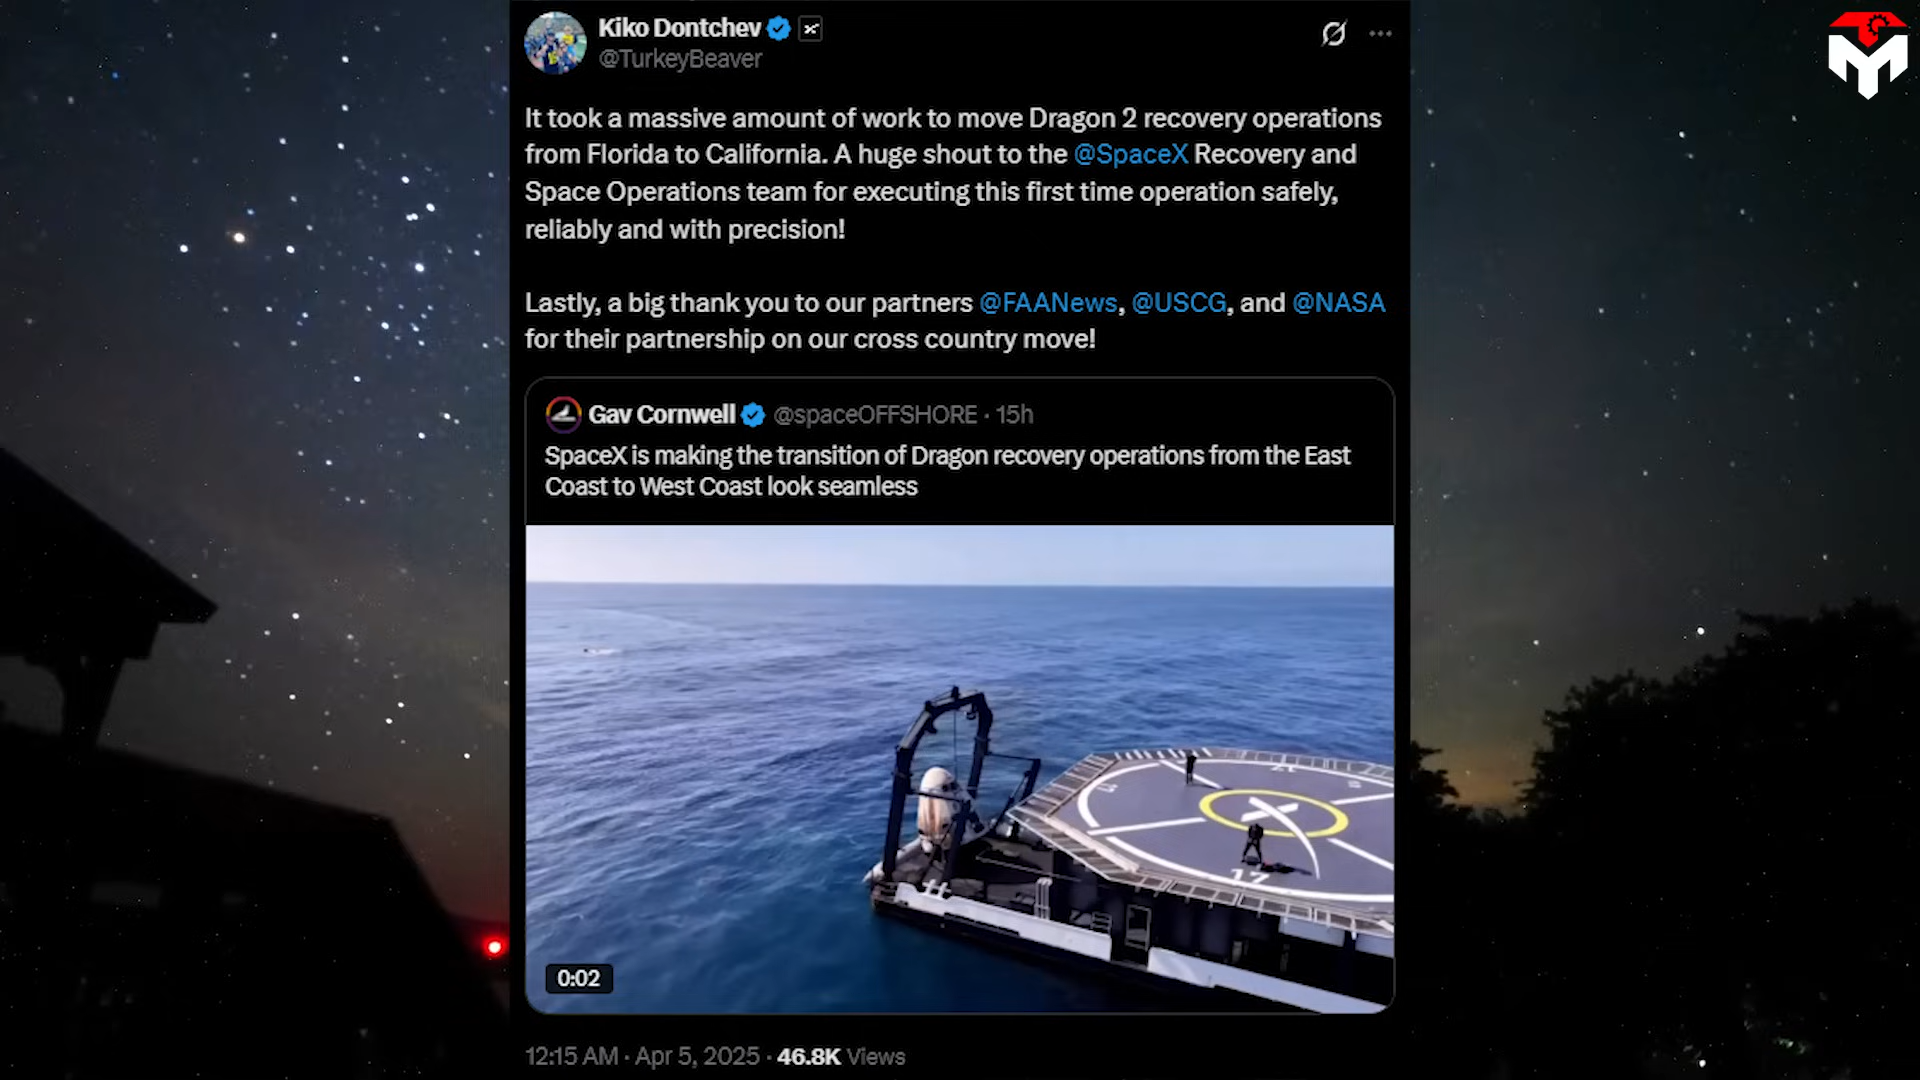 Kiko Dontchev
@TurkeyBeaver
It took a massive amount of work to move Dragon 2 recovery operations
from Florida to California. A huge shout to the @SpaceX Recovery and
Space Operations team for executing this first time operation safely,
reliably and with precision!
Lastly, a big thank you to our partners @FAANews, @USCG, and @NASA
for their partnership on our cross country move!
Gav Cornwell @spaceOFFSHORE · 15h
SpaceX is making the transition of Dragon recovery operations from the East
Coast to West Coast look seamless
0:02
12:15 AM · Apr 5, 2025 · 46.8K Views